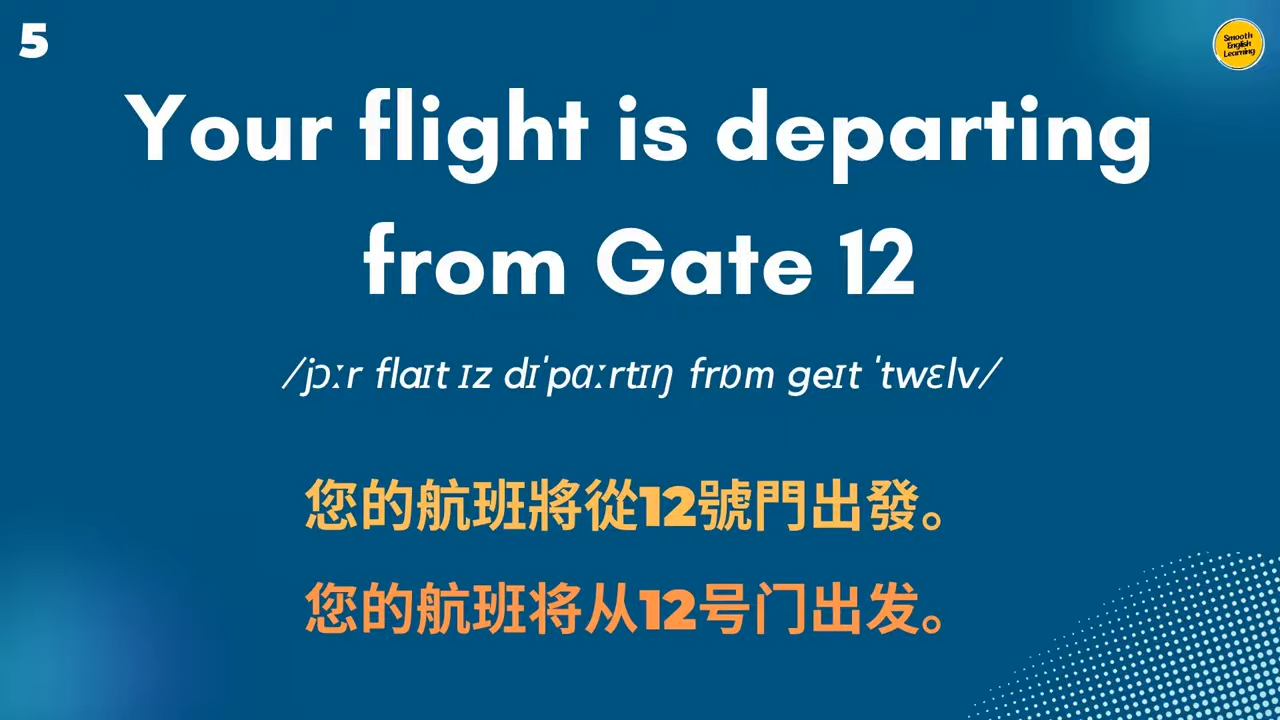 5
Smooth
English
Learning
Your flight is departing
from Gate 12
/jɔːr flaɪt ɪz dɪˈpɑːrtɪŋ frɒm geɪt ˈtwɛlv/
您的航班將從12號門出發。
您的航班将从12号门出发。